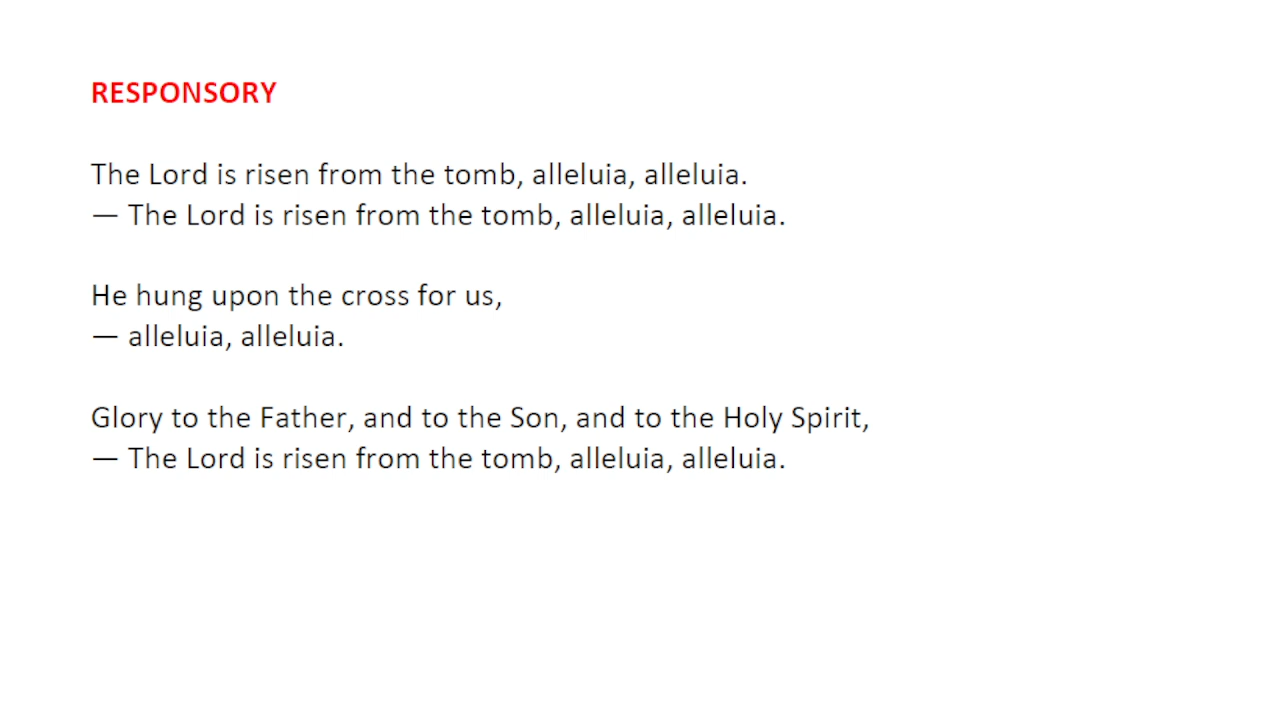 RESPONSORY
The Lord is risen from the tomb, alleluia, alleluia.
— The Lord is risen from the tomb, alleluia, alleluia.
He hung upon the cross for us,
— alleluia, alleluia.
Glory to the Father, and to the Son, and to the Holy Spirit,
— The Lord is risen from the tomb, alleluia, alleluia.